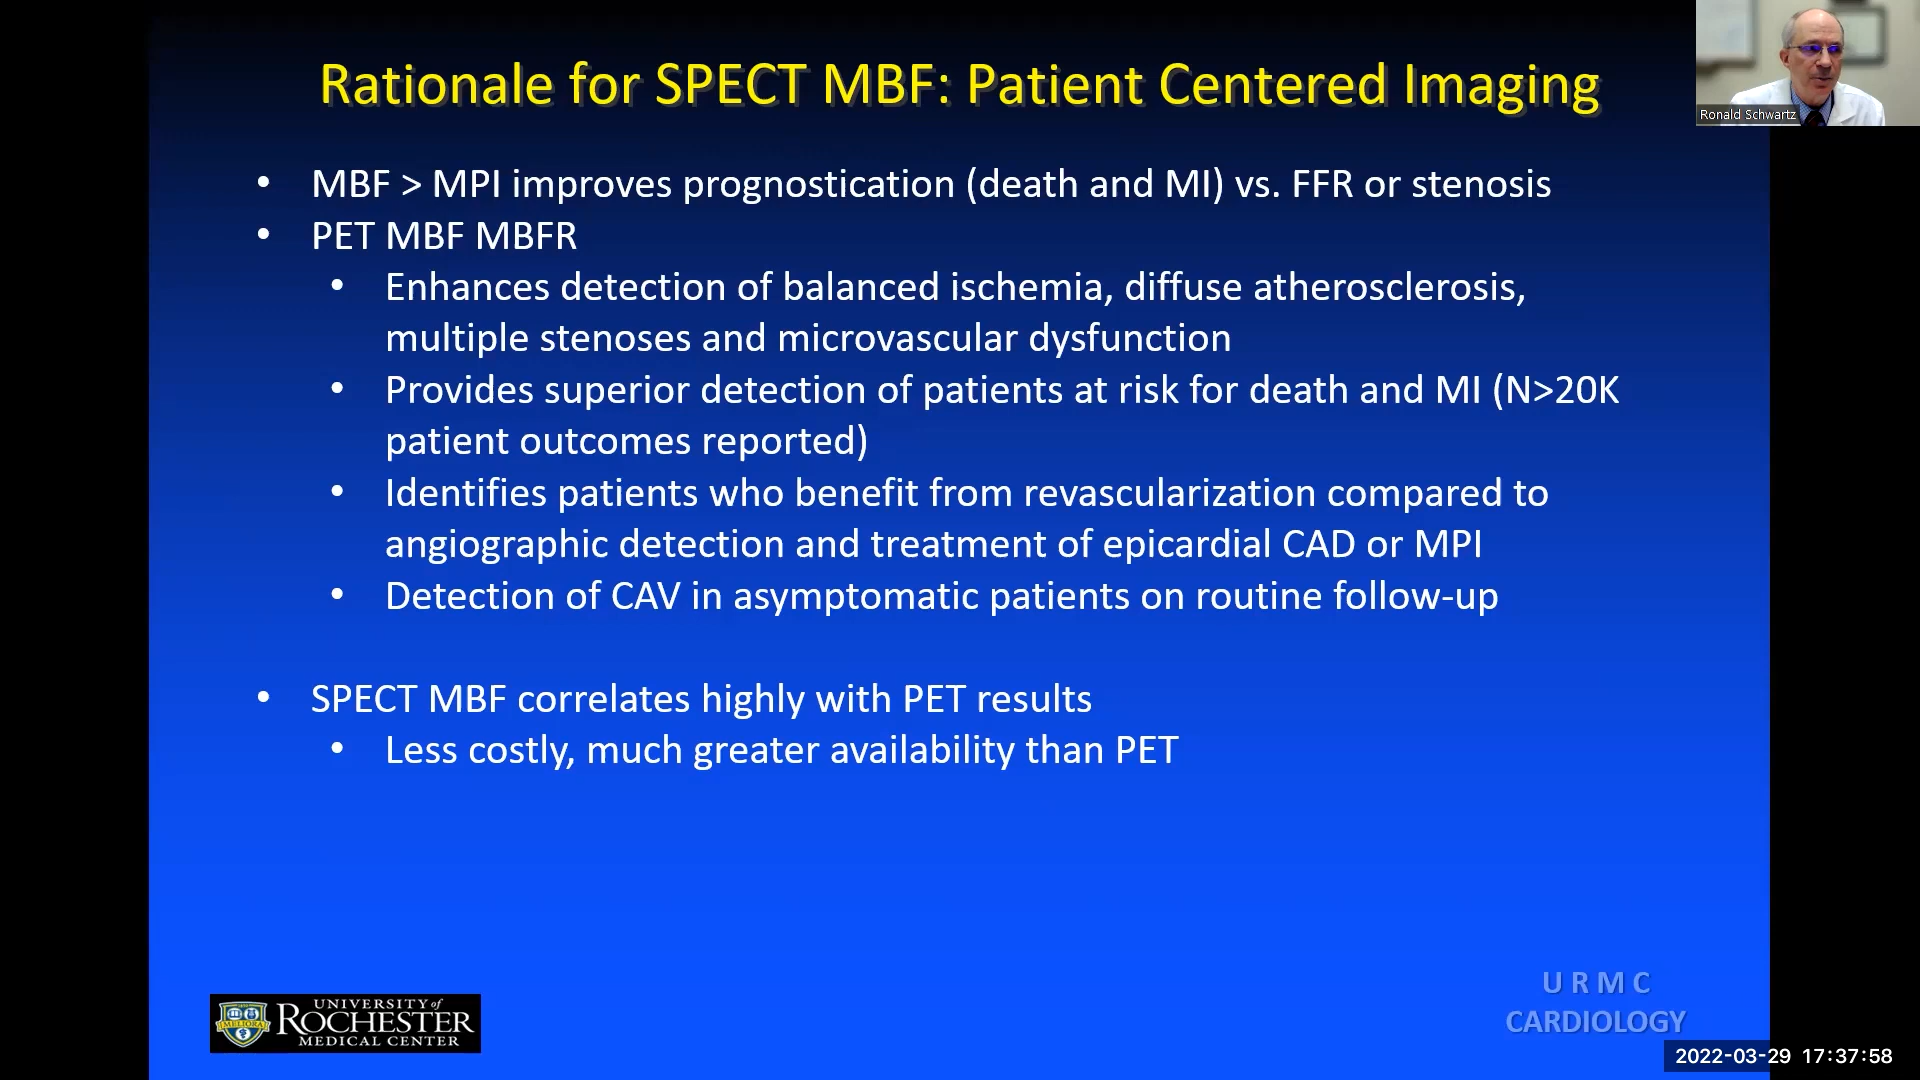 Rationale for SPECT MBF: Patient Centered Imaging
Ronald Schwartz
• MBF > MPI improves prognostication (death and MI) vs. FFR or stenosis
• PET MBF MBFR
• Enhances detection of balanced ischemia, diffuse atherosclerosis,
multiple stenoses and microvascular dysfunction
• Provides superior detection of patients at risk for death and MI (N>20K
patient outcomes reported)
• Identifies patients who benefit from revascularization compared to
angiographic detection and treatment of epicardial CAD or MPI
• Detection of CAV in asymptomatic patients on routine follow-up
• SPECT MBF correlates highly with PET results
• Less costly, much greater availability than PET
MELIORA
UNIVERSITY of
ROCHESTER
MEDICAL CENTER
U R M C
CARDIOLOGY
2022-03-29 17:37:58